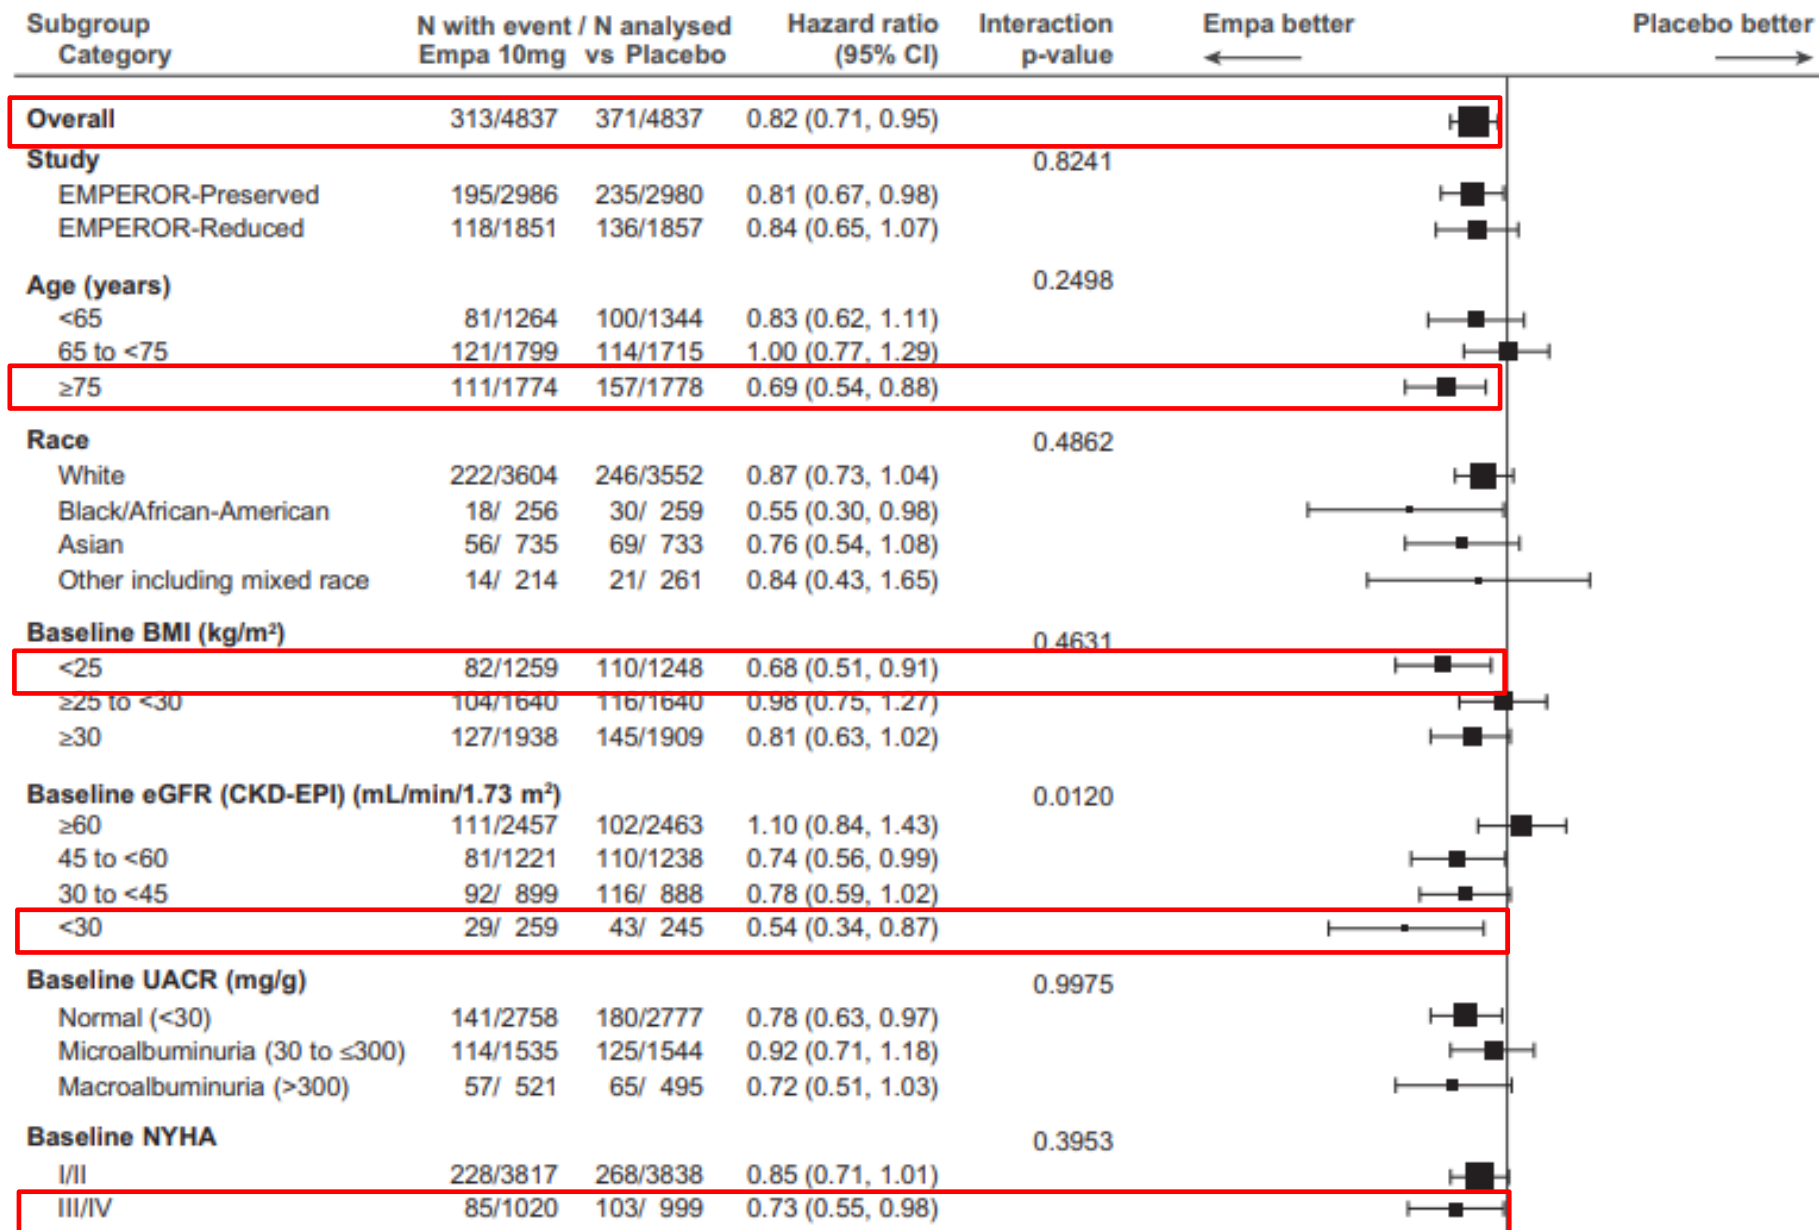 Subgroup N with event / N analysed Hazard ratio Interaction Empa better Placebo better
Category Empa 10mg vs Placebo (95% CI) p-value
Overall 313/4837 371/4837 0.82 (0.71, 0.95)
Study 0.8241
EMPEROR-Preserved 195/2986 235/2980 0.81 (0.67, 0.98)
EMPEROR-Reduced 118/1851 136/1857 0.84 (0.65, 1.07)
Age (years) 0.2498
<65 81/1264 100/1344 0.83 (0.62, 1.11)
65 to <75 121/1799 114/1715 1.00 (0.77, 1.29)
≥75 111/1774 157/1778 0.69 (0.54, 0.88)
Race 0.4862
White 222/3604 246/3552 0.87 (0.73, 1.04)
Black/African-American 18/ 256 30/ 259 0.55 (0.30, 0.98)
Asian 56/ 735 69/ 733 0.76 (0.54, 1.08)
Other including mixed race 14/ 214 21/ 261 0.84 (0.43, 1.65)
Baseline BMI (kg/m²) 0.4631
<25 82/1259 110/1248 0.68 (0.51, 0.91)
≥25 to <30 104/1640 116/1640 0.98 (0.75, 1.27)
≥30 127/1938 145/1909 0.81 (0.63, 1.02)
Baseline eGFR (CKD-EPI) (mL/min/1.73 m²) 0.0120
≥60 111/2457 102/2463 1.10 (0.84, 1.43)
45 to <60 81/1221 110/1238 0.74 (0.56, 0.99)
30 to <45 92/ 899 116/ 888 0.78 (0.59, 1.02)
<30 29/ 259 43/ 245 0.54 (0.34, 0.87)
Baseline UACR (mg/g) 0.9975
Normal (<30) 141/2758 180/2777 0.78 (0.63, 0.97)
Microalbuminuria (30 to ≤300) 114/1535 125/1544 0.92 (0.71, 1.18)
Macroalbuminuria (>300) 57/ 521 65/ 495 0.72 (0.51, 1.03)
Baseline NYHA 0.3953
I/II 228/3817 268/3838 0.85 (0.71, 1.01)
III/IV 85/1020 103/ 999 0.73 (0.55, 0.98)